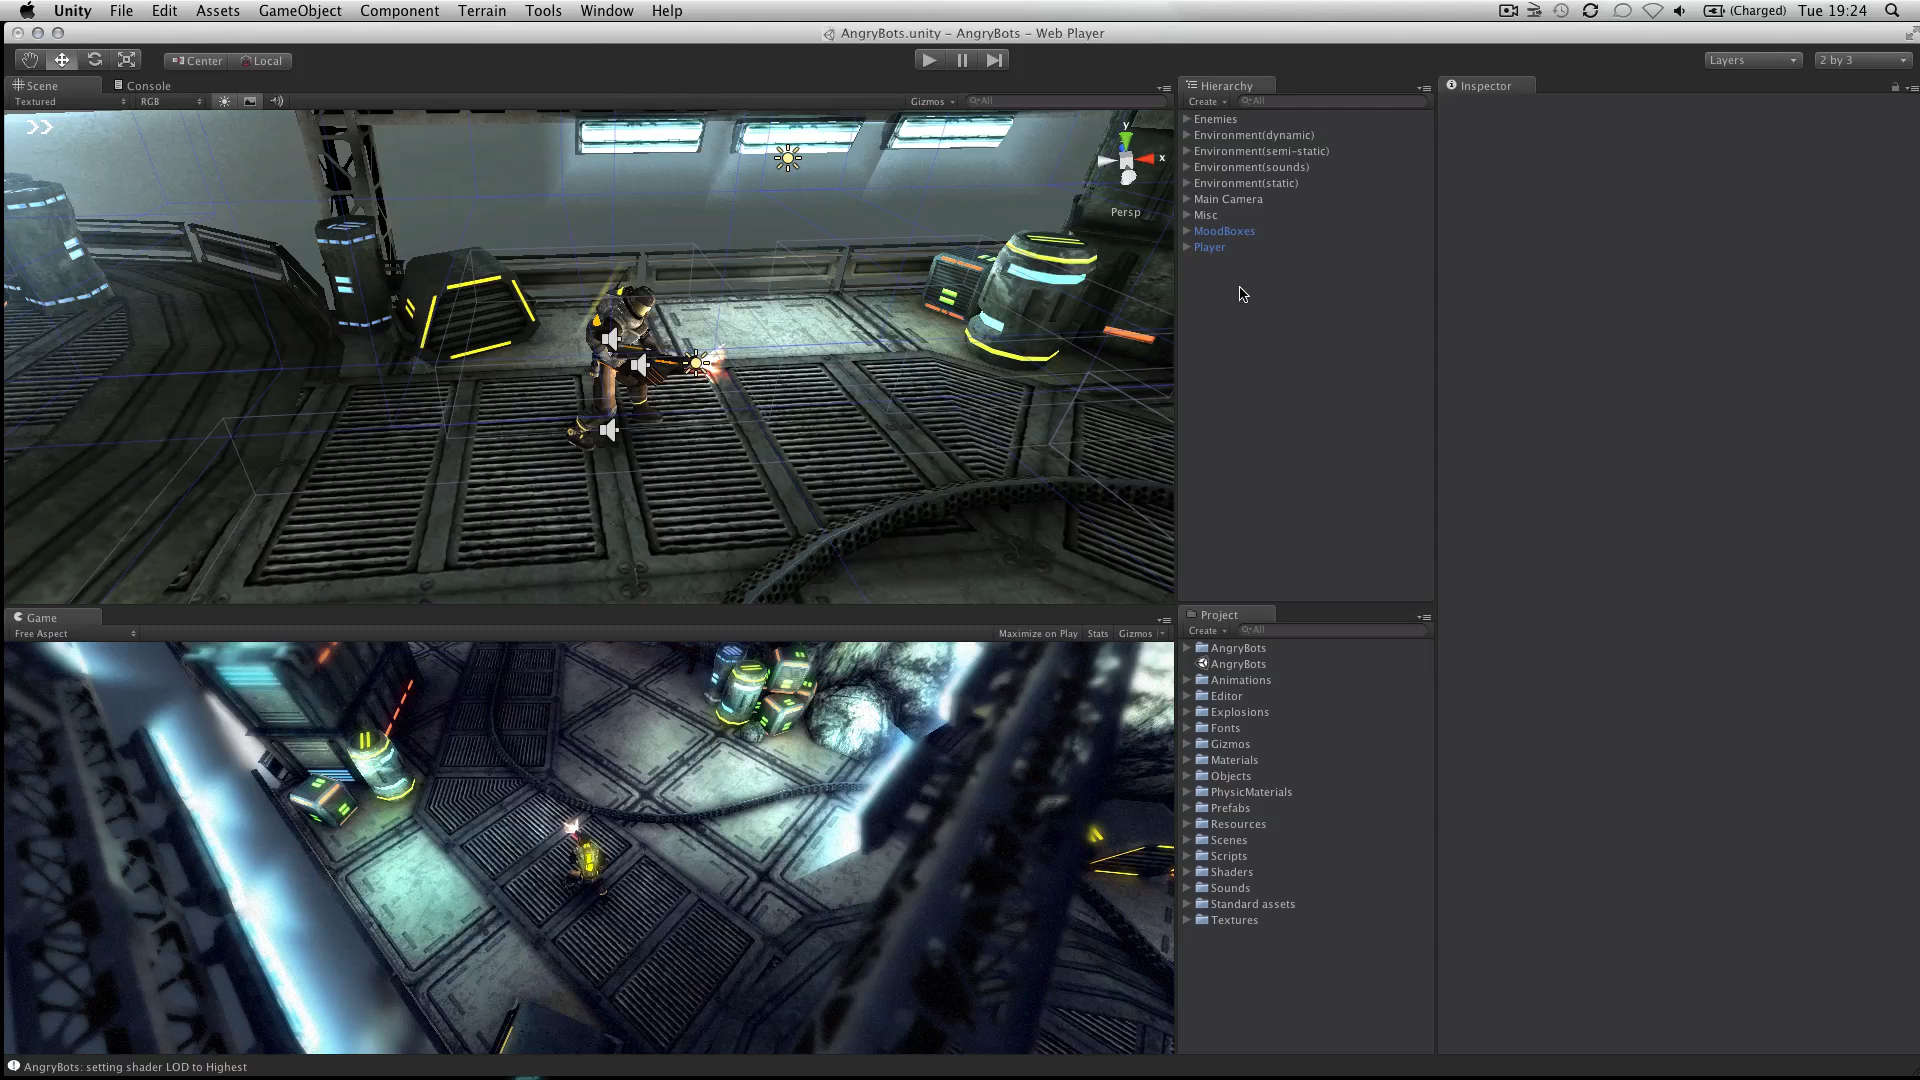 Unity File Edit Assets GameObject Component Terrain Tools Window Help (Charged) Tue 19:24
AngryBots.unity - AngryBots - Web Player
Center Local Layers 2 by 3
Scene Console
Textured RGB Gizmos All
y
x
Persp
Game
Free Aspect Maximize on Play Stats Gizmos
Hierarchy
Create All
Enemies
Environment(dynamic)
Environment(semi-static)
Environment(sounds)
Environment(static)
Main Camera
Misc
MoodBoxes
Player
Project
Create All
AngryBots
AngryBots
Animations
Editor
Explosions
Fonts
Gizmos
Materials
Objects
PhysicMaterials
Prefabs
Resources
Scenes
Scripts
Shaders
Sounds
Standard assets
Textures
Inspector
AngryBots: setting shader LOD to Highest